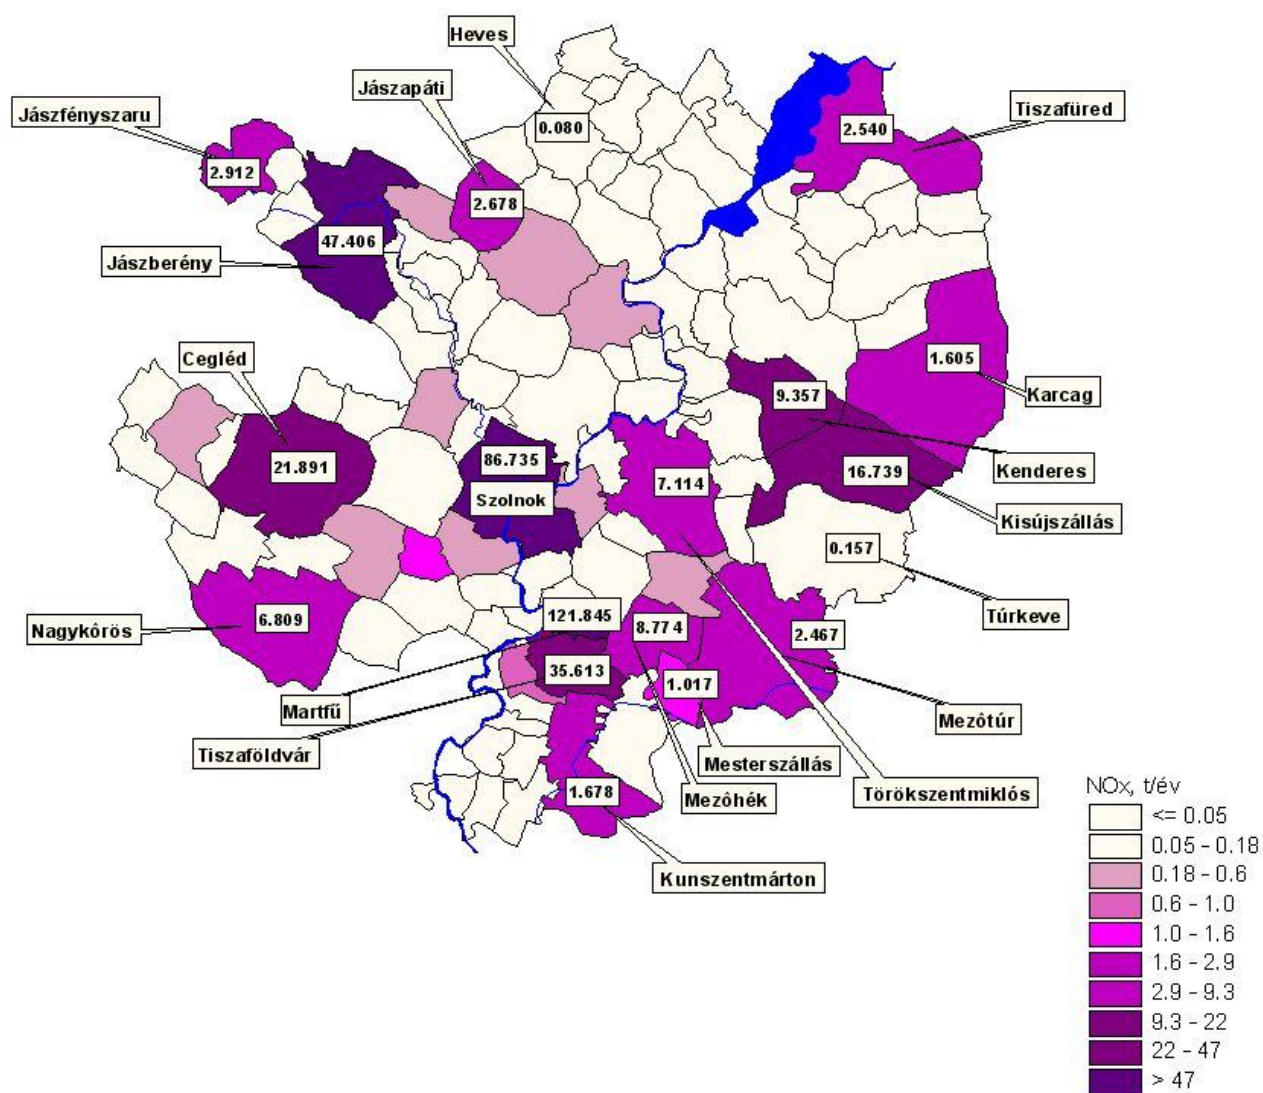 Heves
Jászapáti
0.080
Jászfényszaru
Tiszafüred
2.540
2.912
2.678
47.406
Jászberény
Cegléd
1.605
9.357
Karcag
21.891
86.735
7.114
16.739
Kenderes
Szolnok
Kisújszállás
0.157
Túrkeve
Nagykôrös
6.809
121.845
8.774
2.467
35.613
1.017
Martfű
Mezôtúr
Tiszaföldvár
Mesterszállás
1.678
Mezôhék
Törökszentmiklós
Kunszentmárton
NOx, t/év
<= 0.05
0.05 - 0.18
0.18 - 0.6
0.6 - 1.0
1.0 - 1.6
1.6 - 2.9
2.9 - 9.3
9.3 - 22
22 - 47
> 47